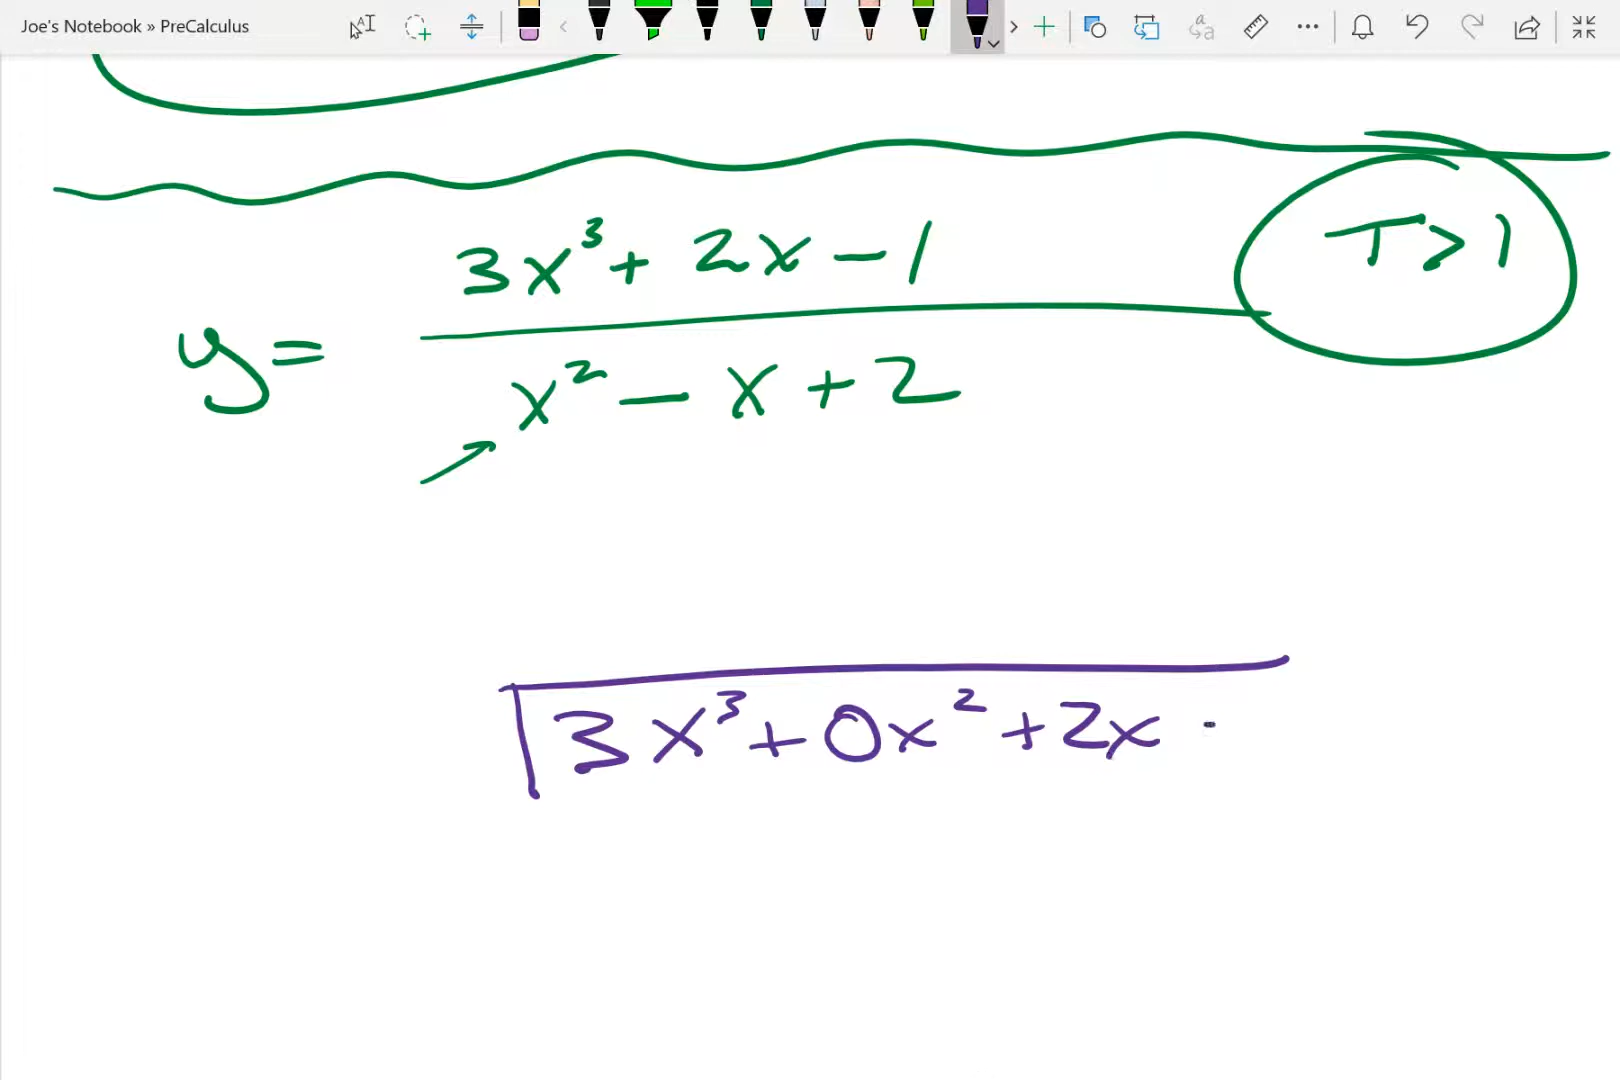 Joe's Notebook » PreCalculus
3x³ + 2x - 1
T > 1
y =
x² - x + 2
3x³ + 0x² + 2x